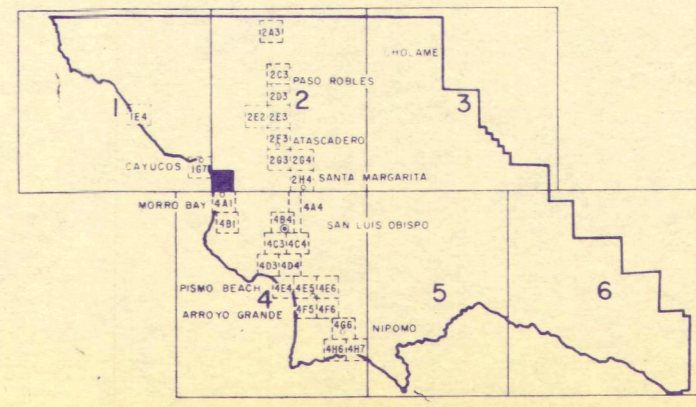 2A3
CHOLAME
2C3 PASO ROBLES
2D3 2 3
1 1E4 2E2 2E3
2F3 ATASCADERO
CAYUCOS 1G7 2G3 2G4
2H4 SANTA MARGARITA
MORRO BAY 4A1 4A4
4B1 4B4 SAN LUIS OBISPO
4C3 4C4
4D3 4D4
PISMO BEACH 4E4 4E5 4E6 5 6
4
ARROYO GRANDE 4F5 4F6
4G6 NIPOMO
4H6 4H7